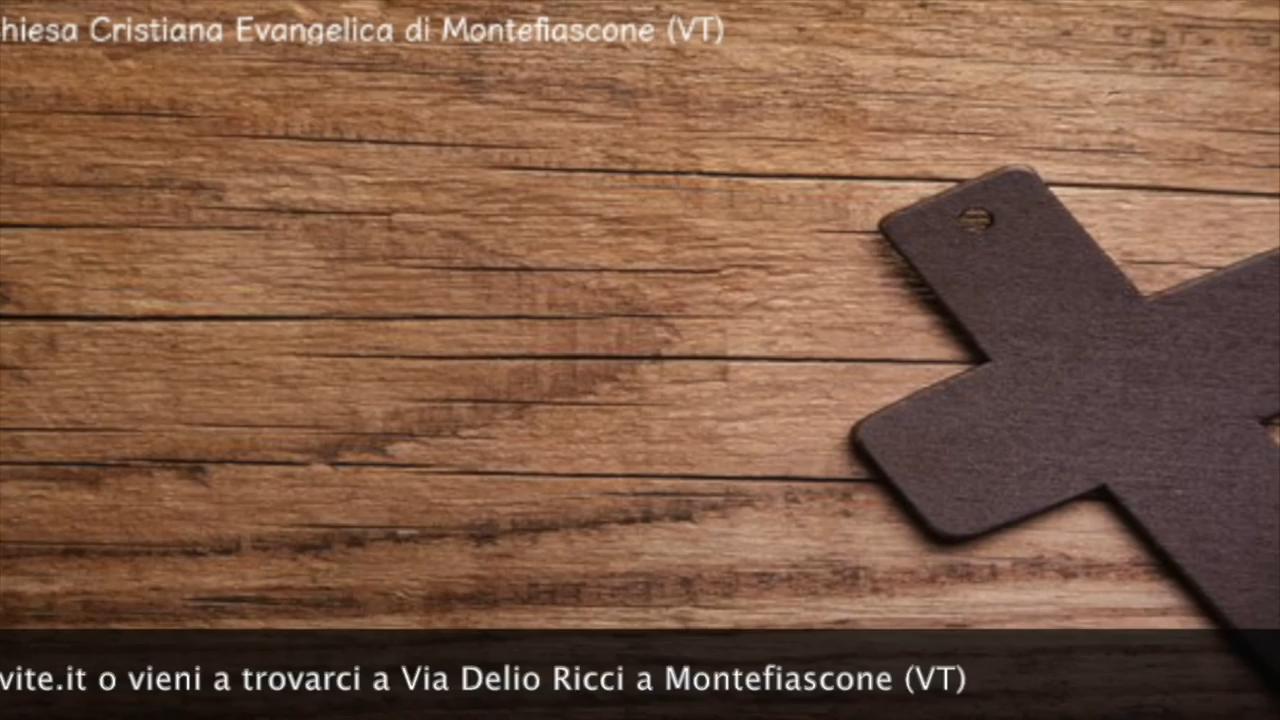 hiesa Cristiana Evangelica di Montefiascone (VT)
vite.it o vieni a trovarci a Via Delio Ricci a Montefiascone (VT)